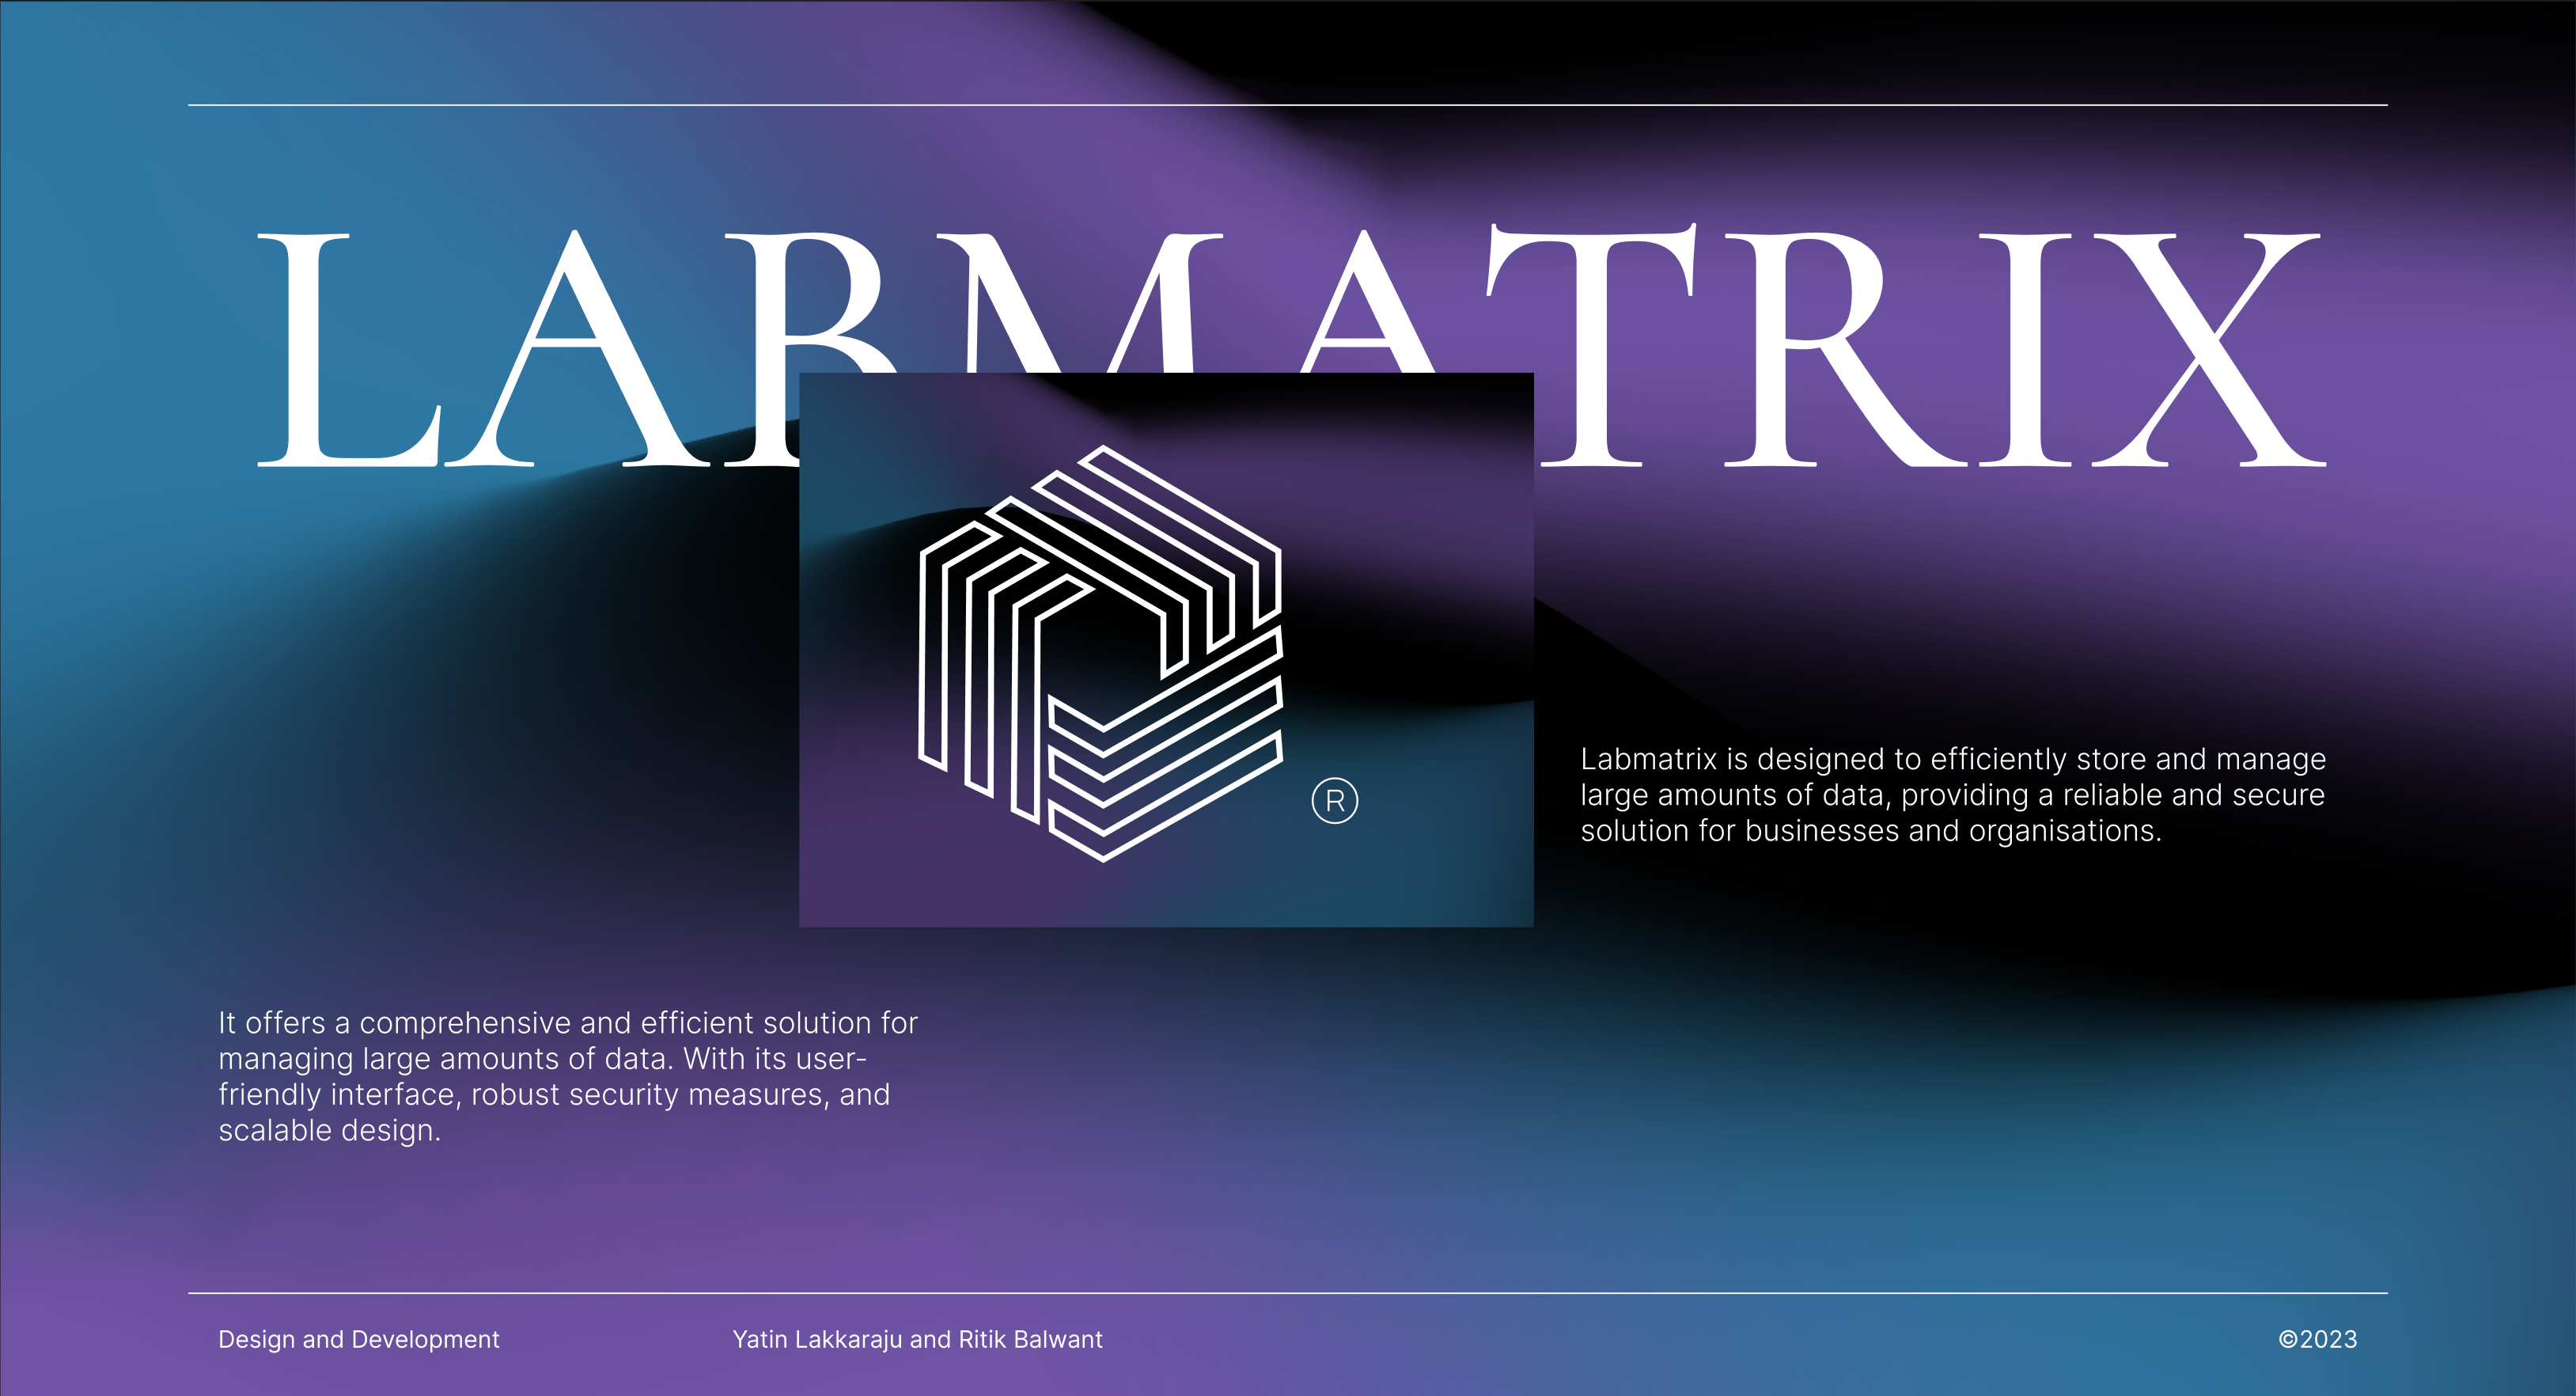 LABMATRIX
®
Labmatrix is designed to efficiently store and manage
large amounts of data, providing a reliable and secure
solution for businesses and organisations.
It offers a comprehensive and efficient solution for
managing large amounts of data. With its user-
friendly interface, robust security measures, and
scalable design.
Design and Development
Yatin Lakkaraju and Ritik Balwant
©2023